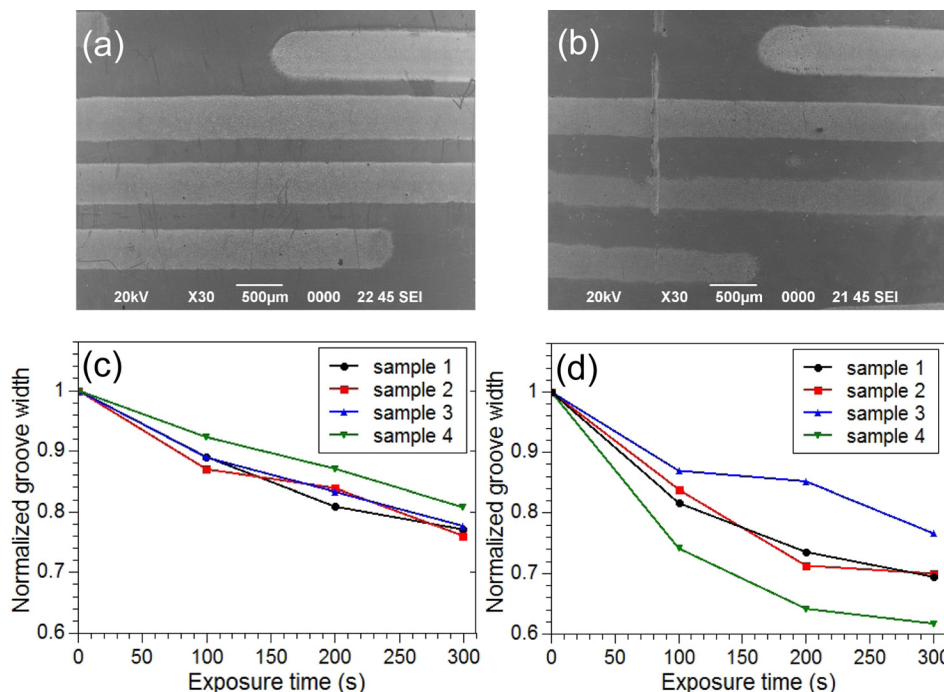 (a)
20kV X30 500μm 0000 22 45 SEI
(b)
20kV X30 500μm 0000 21 45 SEI
(c)
sample 1
sample 2
sample 3
sample 4
Normalized groove width
1
0.9
0.8
0.7
0.6
0 50 100 150 200 250 300
Exposure time (s)
(d)
sample 1
sample 2
sample 3
sample 4
Normalized groove width
1
0.9
0.8
0.7
0.6
0 50 100 150 200 250 300
Exposure time (s)